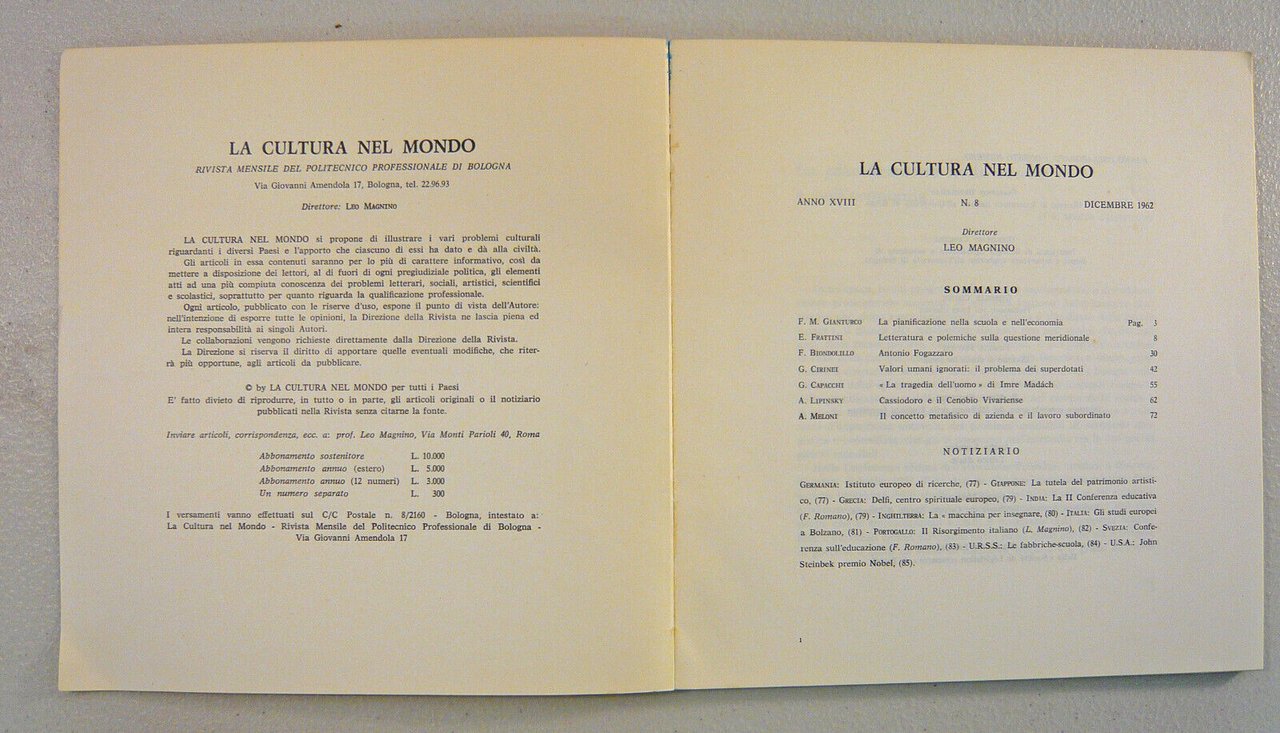 LA CULTURA NEL MONDO
RIVISTA MENSILE DEL POLITECNICO PROFESSIONALE DI BOLOGNA
Via Giovanni Amendola 17, Bologna, tel. 22.96.93
Direttore: LEO MAGNINO
LA CULTURA NEL MONDO si propone di illustrare i vari problemi culturali
riguardanti i diversi Paesi e l'apporto che ciascuno di essi ha dato e dà alla civiltà.
Gli articoli in essa contenuti saranno per lo più di carattere informativo, così da
mettere a disposizione dei lettori, al di fuori di ogni pregiudiziale politica, gli elementi
atti ad una più compiuta conoscenza dei problemi letterari, sociali, artistici, scientifici
e scolastici, soprattutto per quanto riguarda la qualificazione professionale.
Ogni articolo, pubblicato con le riserve d'uso, espone il punto di vista dell'Autore:
nell'intenzione di esporre tutte le opinioni, la Direzione della Rivista ne lascia piena ed
intera responsabilità ai singoli Autori.
Le collaborazioni vengono richieste direttamente dalla Direzione della Rivista.
La Direzione si riserva il diritto di apportare quelle eventuali modifiche, che riter-
rà più opportune, agli articoli da pubblicare.
© by LA CULTURA NEL MONDO per tutti i Paesi
E' fatto divieto di riprodurre, in tutto o in parte, gli articoli originali o il notiziario
pubblicati nella Rivista senza citarne la fonte.
Inviare articoli, corrispondenza, ecc. a: prof. Leo Magnino, Via Monti Parioli 40, Roma
Abbonamento sostenitore L. 10.000
Abbonamento annuo (estero) L. 5.000
Abbonamento annuo (12 numeri) L. 3.000
Un numero separato L. 300
I versamenti vanno effettuati sul C/C Postale n. 8/2160 - Bologna, intestato a:
La Cultura nel Mondo - Rivista Mensile del Politecnico Professionale di Bologna -
Via Giovanni Amendola 17
LA CULTURA NEL MONDO
ANNO XVIII N. 8 DICEMBRE 1962
Direttore
LEO MAGNINO
SOMMARIO
F. M. GIANTURCO La pianificazione nella scuola e nell'economia Pag. 3
E. FRATTINI Letteratura e polemiche sulla questione meridionale 8
F. BIONDOLILLO Antonio Fogazzaro 30
G. CIRINEI Valori umani ignorati: il problema dei superdotati 42
G. CAPACCHI « La tragedia dell'uomo » di Imre Madách 55
A. LIPINSKY Cassiodoro e il Cenobio Vivariense 62
A. MELONI Il concetto metafisico di azienda e il lavoro subordinato 72
NOTIZIARIO
GERMANIA: Istituto europeo di ricerche, (77) - GIAPPONE: La tutela del patrimonio artisti-
co, (77) - GRECIA: Delfi, centro spirituale europeo, (79) - INDIA: La II Conferenza educativa
(F. Romano), (79) - INGHILTERRA: La « macchina per insegnare, (80) - ITALIA: Gli studi europei
a Bolzano, (81) - PORTOGALLO: Il Risorgimento italiano (L. Magnino), (82) - SVEZIA: Confe-
renza sull'educazione (F. Romano), (83) - U.R.S.S.: Le fabbriche-scuola, (84) - U.S.A.: John
Steinbek premio Nobel, (85).
1